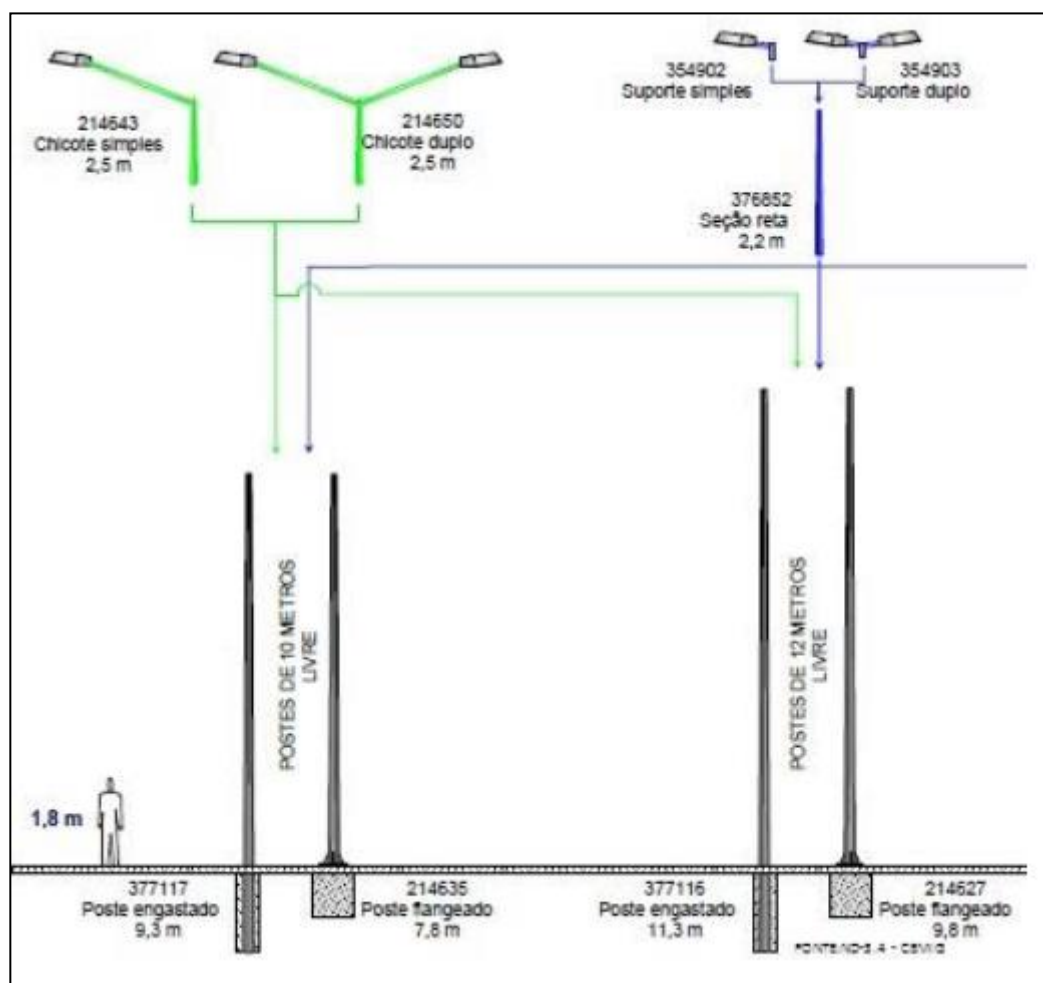 354902
Suporte simples
354903
Suporte duplo
214643
Chicote simples
2,5 m
214650
Chicote duplo
2,5 m
376852
Seção reta
2,2 m
POSTES DE 10 METROS
LIVRE
POSTES DE 12 METROS
LIVRE
1,8 m
377117
Poste engastado
9,3 m
214635
Poste flangeado
7,8 m
377116
Poste engastado
11,3 m
214627
Poste flangeado
9,8 m
CEMIG